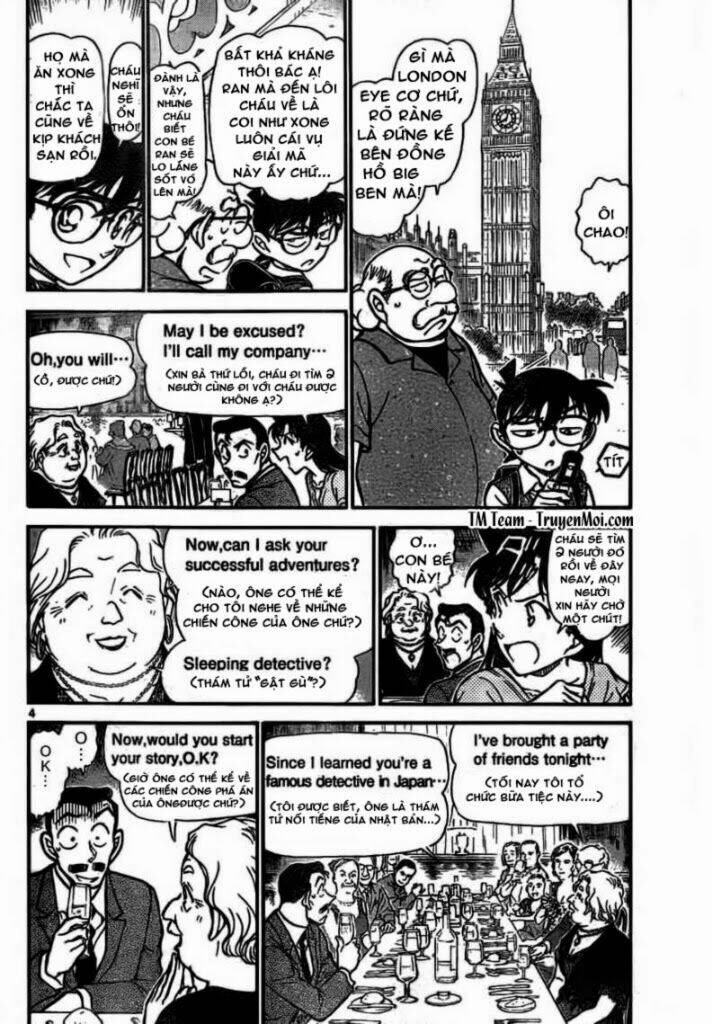 ÔI
CHAO!
GÌ MÀ
LONDON
EYE CƠ CHỨ,
RÕ RÀNG
LÀ ĐỨNG KẾ
BÊN ĐỒNG
HỒ BIG
BEN MÀ!
TÍT
BẤT KHẢ KHÁNG
THÔI BÁC Ạ!
RAN MÀ ĐẾN LÔI
CHÁU VỀ LÀ
COI NHƯ XONG
LUÔN CÁI VỤ
GIẢI MÃ
NÀY ẤY CHỨ...
ĐÀNH LÀ
VẬY,
NHƯNG
CHÁU
BIẾT
CON BÉ
RAN SẼ
LO LẮNG
SỐT VÓ
LÊN MÀ!
CHÁU
NGHĨ
SẼ
ỔN
THÔI!
HỌ MÀ
ĂN XONG
THÌ
CHẮC TA
CŨNG VỀ
KỊP KHÁCH
SẠN RỒI.
May I be excused?
I'll call my company···
(XIN BÀ THỨ LỖI, CHÁU ĐI TÌM 2
NGƯỜI CÙNG ĐI VỚI CHÁU ĐƯỢC
KHÔNG Ạ?)
Oh,you will···
(Ồ, ĐƯỢC CHỨ!)
TM Team - TruyenMoi.com
CHÁU SẼ TÌM
2 NGƯỜI ĐÓ
RỒI VỀ ĐÂY
NGAY, MỌI
NGƯỜI
XIN HÃY CHỜ
MỘT CHÚT!
Ơ...
CON BÉ
NÀY!
Now,can I ask your
successful adventures?
(NÀO, ÔNG CÓ THỂ KỂ
CHO TÔI NGHE VỀ NHỮNG
CHIẾN CÔNG CỦA ÔNG CHỨ?)
Sleeping detective?
(THÁM TỬ "GẬT GÙ"?)
4
I've brought a party
of friends tonight···
(TỐI NAY TÔI TỔ
CHỨC BỮA TIỆC NÀY....)
Since I learned you're a
famous detective in Japan···
(TÔI ĐƯỢC BIẾT, ÔNG LÀ THÁM
TỬ NỔI TIẾNG CỦA NHẬT BẢN...)
Now,would you start
your story,O.K?
(GIỜ ÔNG CÓ THỂ KỂ VỀ
CÁC CHIẾN CÔNG PHÁ ÁN
CỦA ÔNGĐƯỢC CHỨ?)
O...
OK...